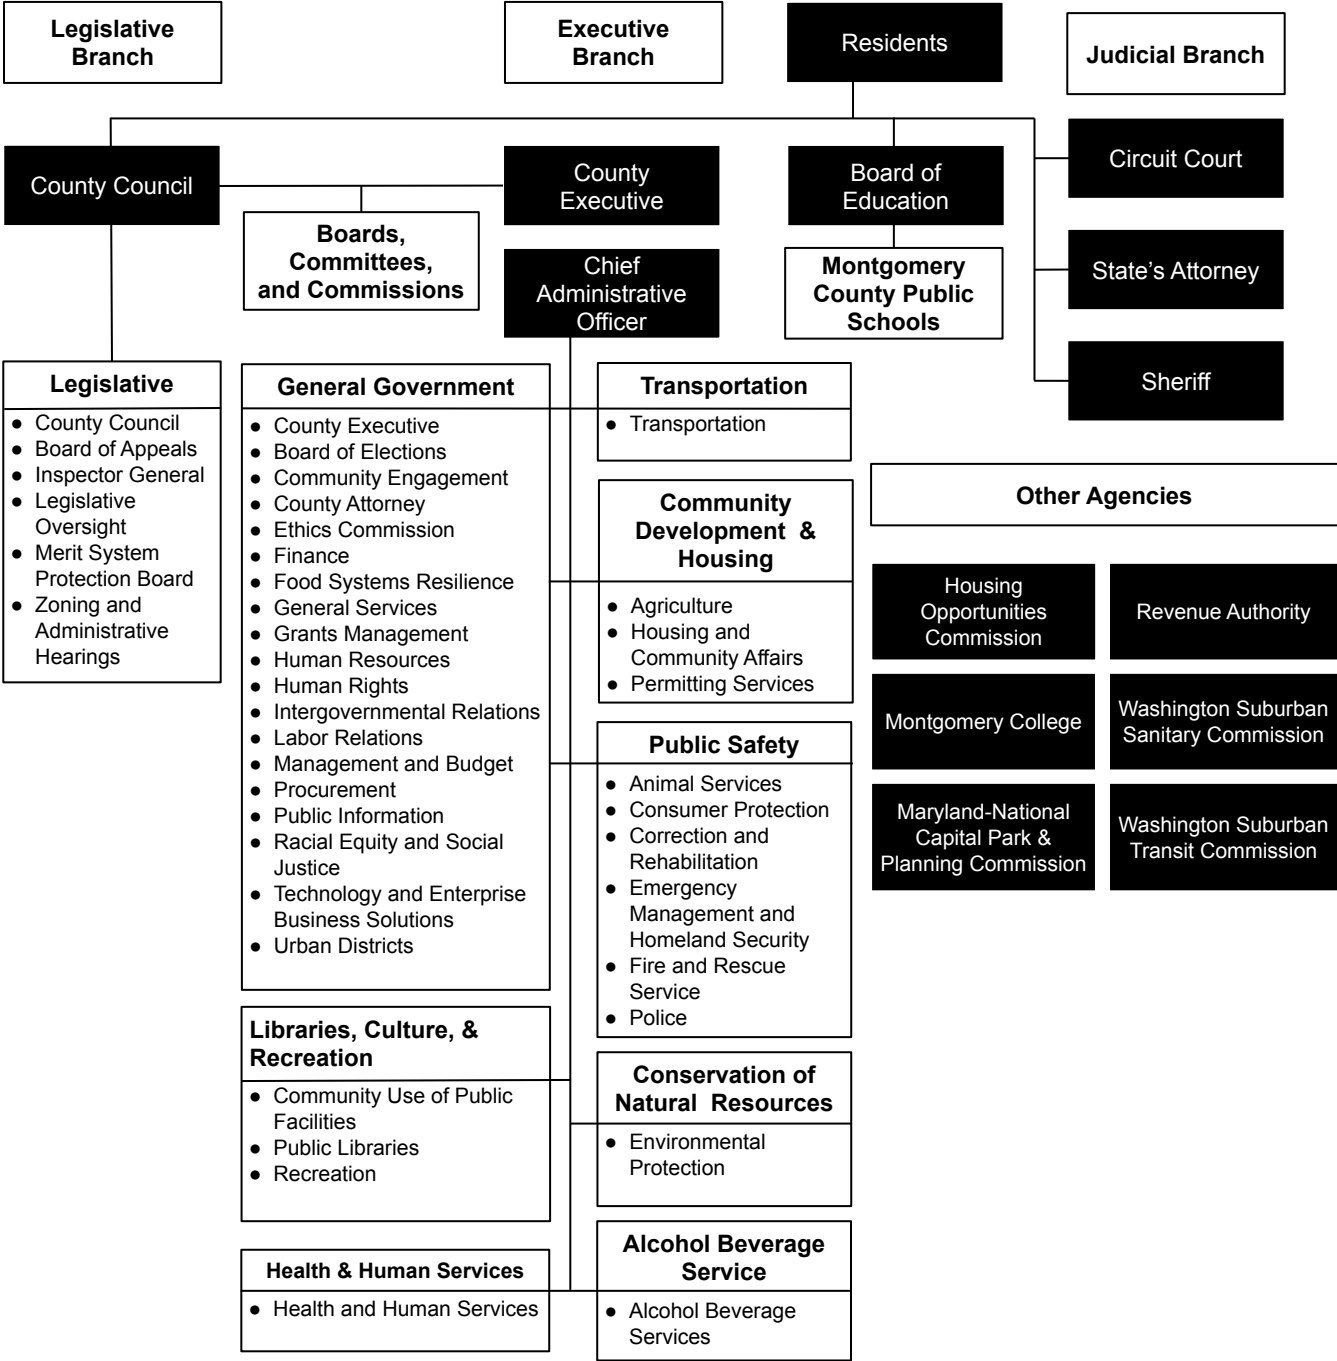 Legislative
Branch
Executive
Branch
Residents
Judicial Branch
County Council
County
Executive
Board of
Education
Circuit Court
Boards,
Committees,
and Commissions
Chief
Administrative
Officer
Montgomery
County Public
Schools
State’s Attorney
Sheriff
Legislative
● County Council
● Board of Appeals
● Inspector General
● Legislative
Oversight
● Merit System
Protection Board
● Zoning and
Administrative
Hearings
General Government
● County Executive
● Board of Elections
● Community Engagement
● County Attorney
● Ethics Commission
● Finance
● Food Systems Resilience
● General Services
● Grants Management
● Human Resources
● Human Rights
● Intergovernmental Relations
● Labor Relations
● Management and Budget
● Procurement
● Public Information
● Racial Equity and Social
Justice
● Technology and Enterprise
Business Solutions
● Urban Districts
Libraries, Culture, &
Recreation
● Community Use of Public
Facilities
● Public Libraries
● Recreation
Health & Human Services
● Health and Human Services
Transportation
● Transportation
Community
Development &
Housing
● Agriculture
● Housing and
Community Affairs
● Permitting Services
Public Safety
● Animal Services
● Consumer Protection
● Correction and
Rehabilitation
● Emergency
Management and
Homeland Security
● Fire and Rescue
Service
● Police
Conservation of
Natural Resources
● Environmental
Protection
Alcohol Beverage
Service
● Alcohol Beverage
Services
Other Agencies
Housing
Opportunities
Commission
Revenue Authority
Montgomery College
Washington Suburban
Sanitary Commission
Maryland-National
Capital Park &
Planning Commission
Washington Suburban
Transit Commission